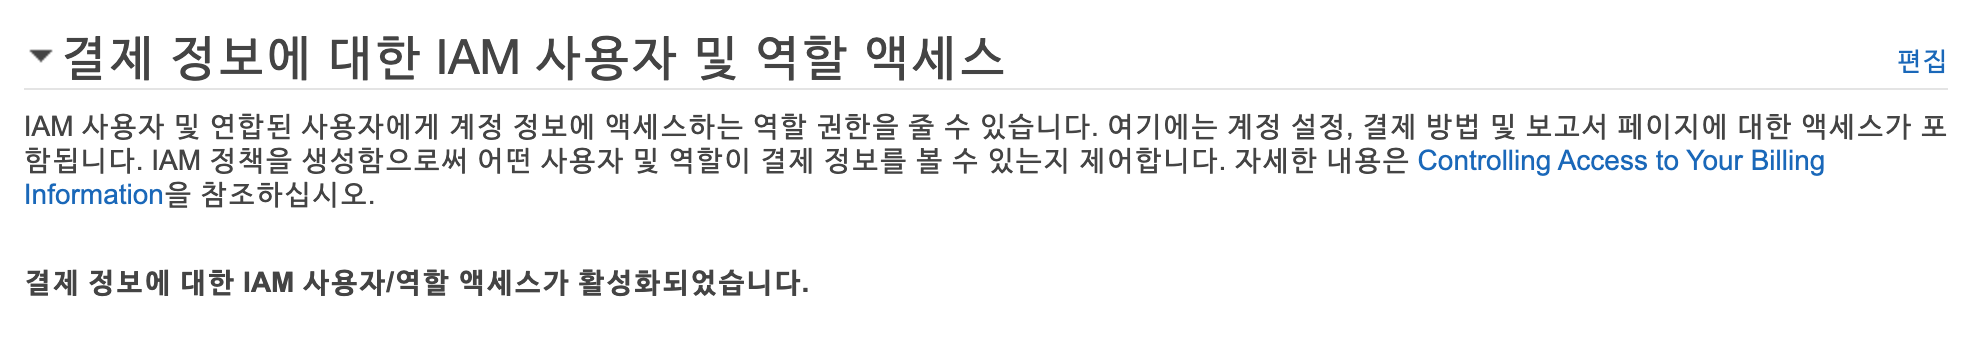 결제 정보에 대한 IAM 사용자 및 역할 액세스
편집
IAM 사용자 및 연합된 사용자에게 계정 정보에 액세스하는 역할 권한을 줄 수 있습니다. 여기에는 계정 설정, 결제 방법 및 보고서 페이지에 대한 액세스가 포
함됩니다. IAM 정책을 생성함으로써 어떤 사용자 및 역할이 결제 정보를 볼 수 있는지 제어합니다. 자세한 내용은 Controlling Access to Your Billing
Information을 참조하십시오.
결제 정보에 대한 IAM 사용자/역할 액세스가 활성화되었습니다.